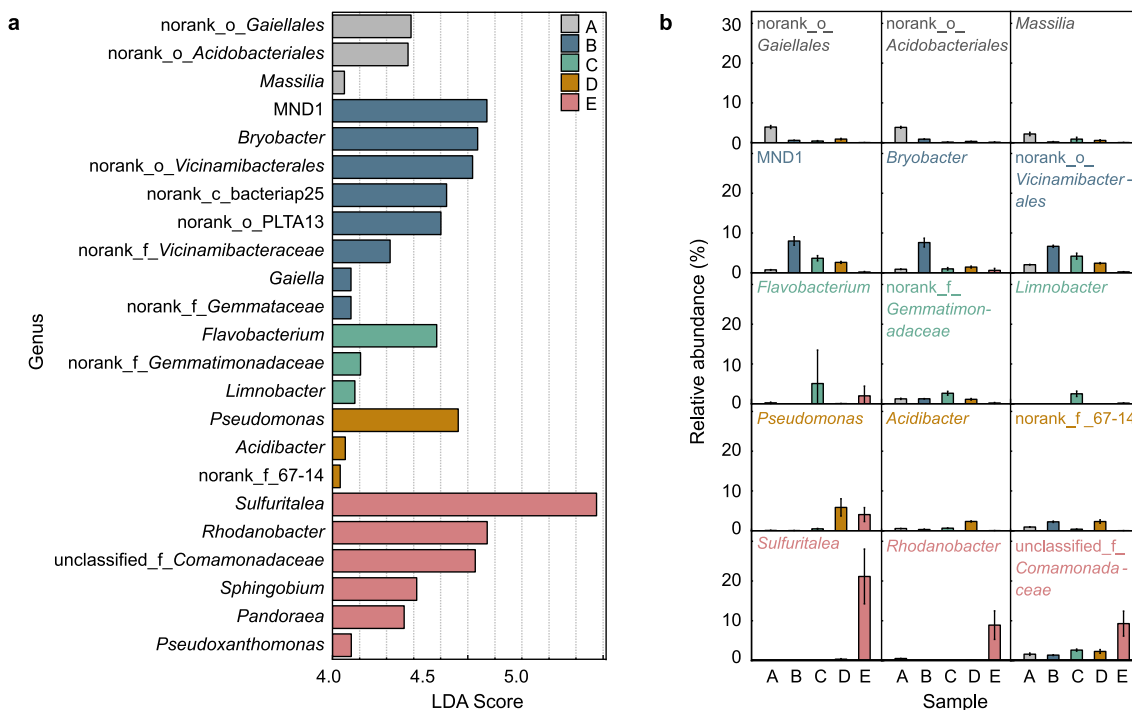 a
Genus
norank_o_Gaiellales
norank_o_Acidobacteriales
Massilia
MND1
Bryobacter
norank_o_Vicinamibacterales
norank_c_bacteriap25
norank_o_PLTA13
norank_f_Vicinamibacteraceae
Gaiella
norank_f_Gemmataceae
Flavobacterium
norank_f_Gemmatimonadaceae
Limnobacter
Pseudomonas
Acidibacter
norank_f_67-14
Sulfuritalea
Rhodanobacter
unclassified_f_Comamonadaceae
Sphingobium
Pandoraea
Pseudoxanthomonas
A
B
C
D
E
4.0 4.5 5.0
LDA Score
b
Relative abundance (%)
30
20
10
0
norank_o_
Gaiellales
norank_o_
Acidobacteriales
Massilia
20
10
0
MND1
Bryobacter
norank_o_
Vicinamibacter-
ales
20
10
0
Flavobacterium
norank_f_
Gemmatimon-
adaceae
Limnobacter
20
10
0
Pseudomonas
Acidibacter
norank_f_67-14
20
10
0
Sulfuritalea
Rhodanobacter
unclassified_f_
Comamonada-
ceae
A B C D E A B C D E A B C D E
Sample